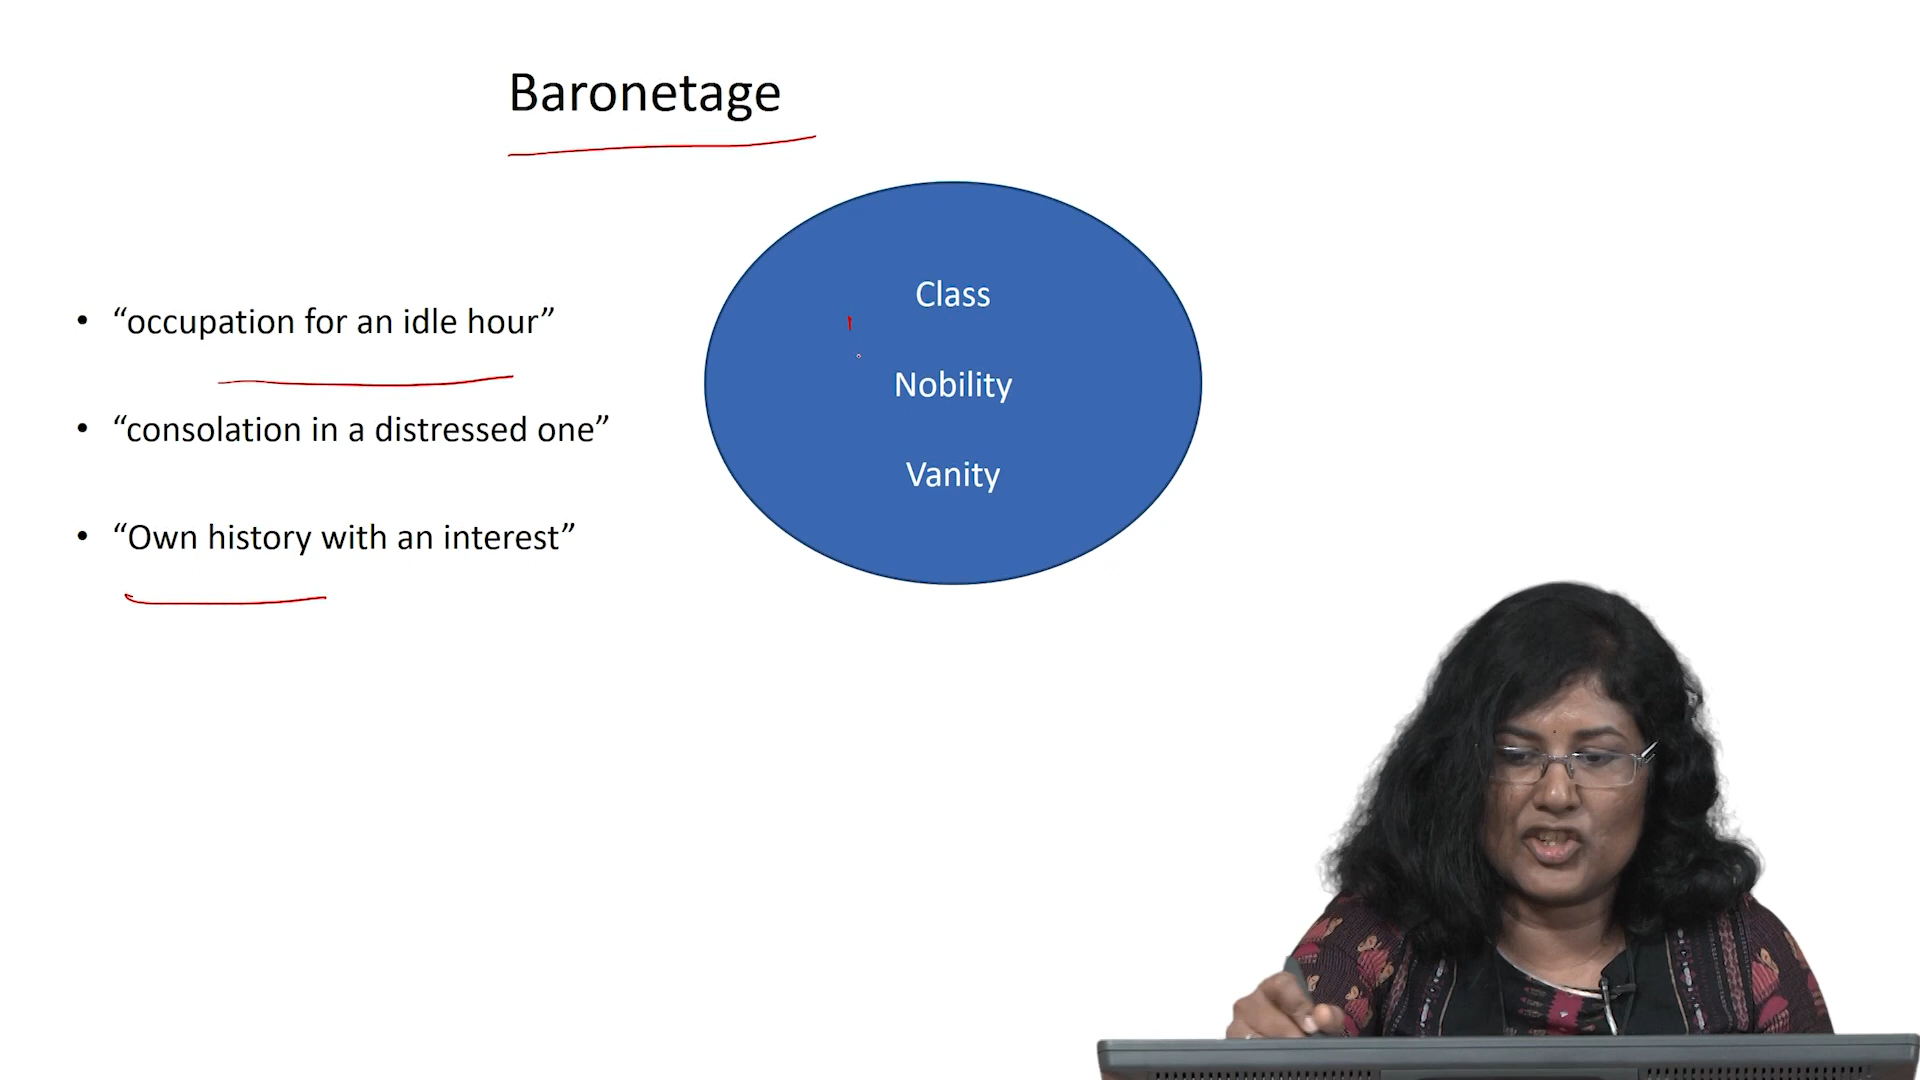 Baronetage
• “occupation for an idle hour”
• “consolation in a distressed one”
• “Own history with an interest”
Class
Nobility
Vanity